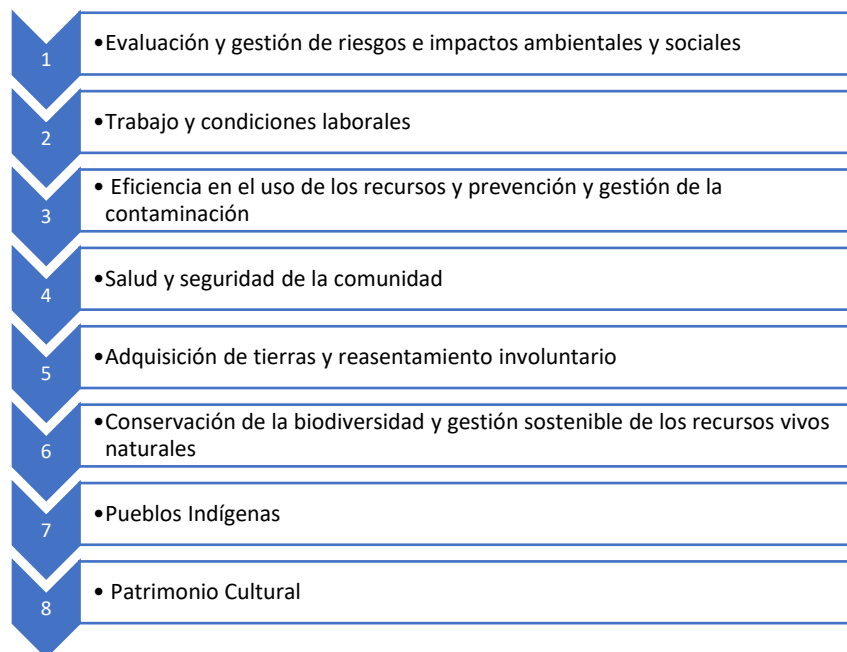 1
•Evaluación y gestión de riesgos e impactos ambientales y sociales
2
•Trabajo y condiciones laborales
3
• Eficiencia en el uso de los recursos y prevención y gestión de la
contaminación
4
•Salud y seguridad de la comunidad
5
•Adquisición de tierras y reasentamiento involuntario
6
•Conservación de la biodiversidad y gestión sostenible de los recursos vivos
naturales
7
•Pueblos Indígenas
8
• Patrimonio Cultural